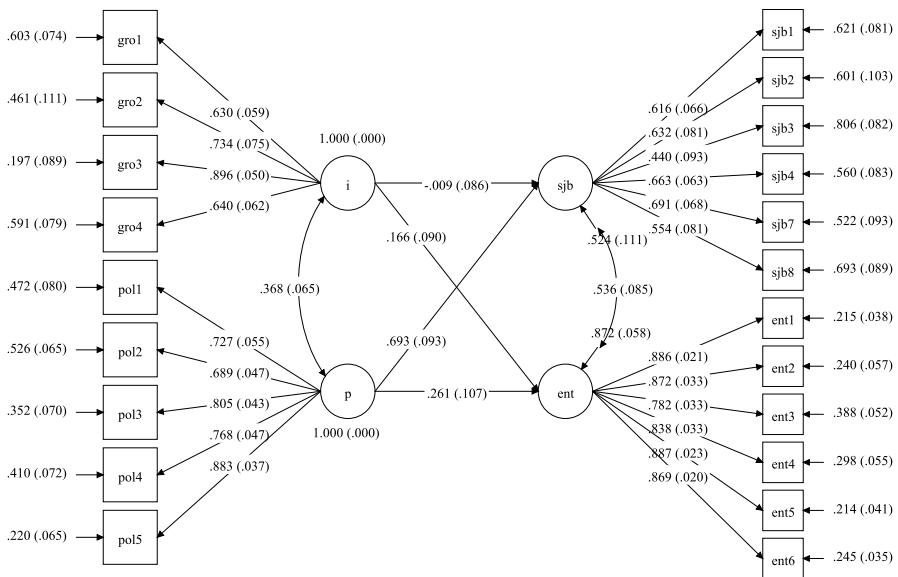 .603 (.074)
gro1
.461 (.111)
gro2
.197 (.089)
gro3
.591 (.079)
gro4
.472 (.080)
pol1
.526 (.065)
pol2
.352 (.070)
pol3
.410 (.072)
pol4
.220 (.065)
pol5
.630 (.059)
.734 (.075)
.896 (.050)
.640 (.062)
.727 (.055)
.689 (.047)
.805 (.043)
.768 (.047)
.883 (.037)
1.000 (.000)
i
.368 (.065)
p
1.000 (.000)
-.009 (.086)
.166 (.090)
.693 (.093)
.261 (.107)
sjb
.524 (.111)
.536 (.085)
.872 (.058)
ent
.616 (.066)
.632 (.081)
.440 (.093)
.663 (.063)
.691 (.068)
.554 (.081)
.886 (.021)
.872 (.033)
.782 (.033)
.838 (.033)
.887 (.023)
.869 (.020)
sjb1
.621 (.081)
sjb2
.601 (.103)
sjb3
.806 (.082)
sjb4
.560 (.083)
sjb7
.522 (.093)
sjb8
.693 (.089)
ent1
.215 (.038)
ent2
.240 (.057)
ent3
.388 (.052)
ent4
.298 (.055)
ent5
.214 (.041)
ent6
.245 (.035)